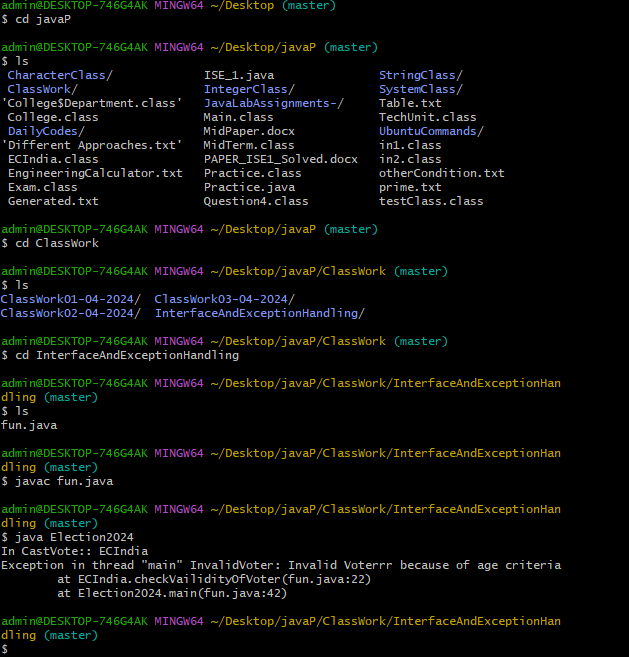 admin@DESKTOP-746G4AK MINGW64 ~/Desktop (master)
$ cd javaP
admin@DESKTOP-746G4AK MINGW64 ~/Desktop/javaP (master)
$ ls
CharacterClass/ ISE_1.java StringClass/
ClassWork/ IntegerClass/ SystemClass/
'College$Department.class' JavaLabAssignments-/ Table.txt
College.class Main.class TechUnit.class
DailyCodes/ MidPaper.docx UbuntuCommands/
'Different Approaches.txt' MidTerm.class in1.class
ECIndia.class PAPER_ISE1_Solved.docx in2.class
EngineeringCalculator.txt Practice.class otherCondition.txt
Exam.class Practice.java prime.txt
Generated.txt Question4.class testClass.class
admin@DESKTOP-746G4AK MINGW64 ~/Desktop/javaP (master)
$ cd ClassWork
admin@DESKTOP-746G4AK MINGW64 ~/Desktop/javaP/ClassWork (master)
$ ls
ClassWork01-04-2024/ ClassWork03-04-2024/
ClassWork02-04-2024/ InterfaceAndExceptionHandling/
admin@DESKTOP-746G4AK MINGW64 ~/Desktop/javaP/ClassWork (master)
$ cd InterfaceAndExceptionHandling
admin@DESKTOP-746G4AK MINGW64 ~/Desktop/javaP/ClassWork/InterfaceAndExceptionHan
dling (master)
$ ls
fun.java
admin@DESKTOP-746G4AK MINGW64 ~/Desktop/javaP/ClassWork/InterfaceAndExceptionHan
dling (master)
$ javac fun.java
admin@DESKTOP-746G4AK MINGW64 ~/Desktop/javaP/ClassWork/InterfaceAndExceptionHan
dling (master)
$ java Election2024
In CastVote:: ECIndia
Exception in thread "main" InvalidVoter: Invalid Voterrr because of age criteria
at ECIndia.checkVailidityOfVoter(fun.java:22)
at Election2024.main(fun.java:42)
admin@DESKTOP-746G4AK MINGW64 ~/Desktop/javaP/ClassWork/InterfaceAndExceptionHan
dling (master)
$